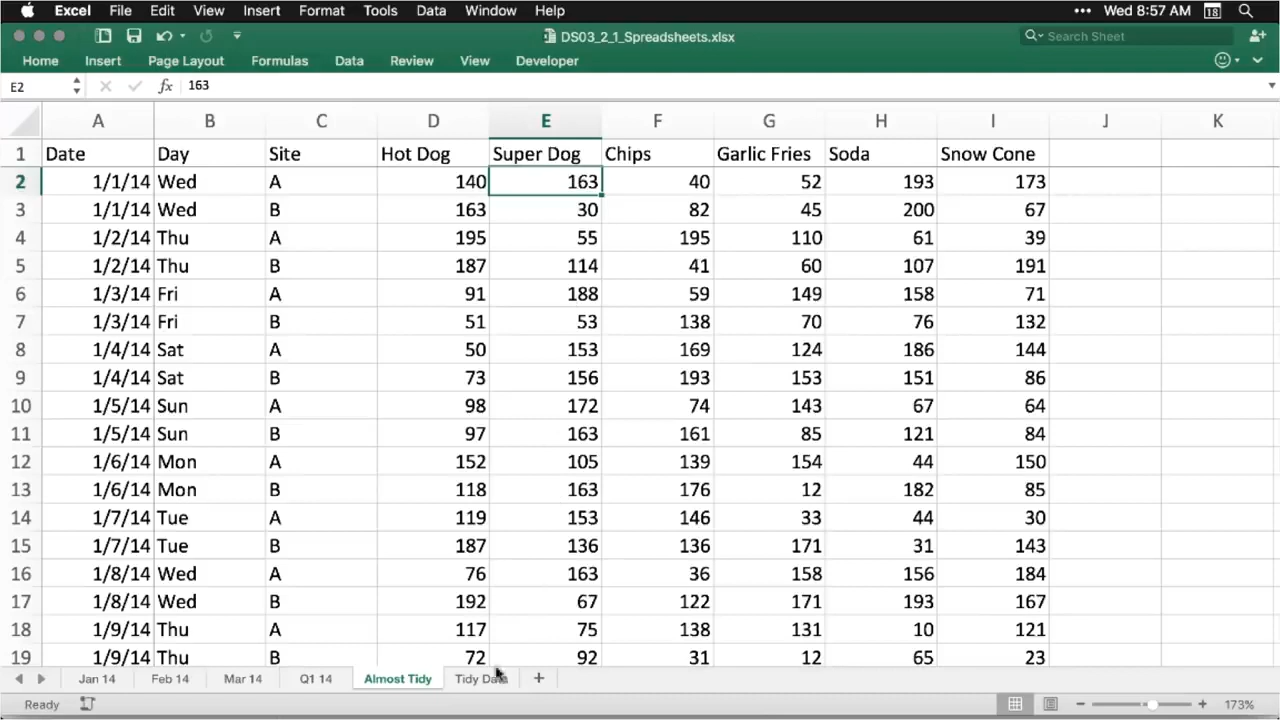 Excel File Edit View Insert Format Tools Data Window Help ••• Wed 8:57 AM 18
DS03_2_1_Spreadsheets.xlsx Search Sheet
Home Insert Page Layout Formulas Data Review View Developer
E2 fx 163
A B C D E F G H I J K
1 Date Day Site Hot Dog Super Dog Chips Garlic Fries Soda Snow Cone
2 1/1/14 Wed A 140 163 40 52 193 173
3 1/1/14 Wed B 163 30 82 45 200 67
4 1/2/14 Thu A 195 55 195 110 61 39
5 1/2/14 Thu B 187 114 41 60 107 191
6 1/3/14 Fri A 91 188 59 149 158 71
7 1/3/14 Fri B 51 53 138 70 76 132
8 1/4/14 Sat A 50 153 169 124 186 144
9 1/4/14 Sat B 73 156 193 153 151 86
10 1/5/14 Sun A 98 172 74 143 67 64
11 1/5/14 Sun B 97 163 161 85 121 84
12 1/6/14 Mon A 152 105 139 154 44 150
13 1/6/14 Mon B 118 163 176 12 182 85
14 1/7/14 Tue A 119 153 146 33 44 30
15 1/7/14 Tue B 187 136 136 171 31 143
16 1/8/14 Wed A 76 163 36 158 156 184
17 1/8/14 Wed B 192 67 122 171 193 167
18 1/9/14 Thu A 117 75 138 131 10 121
19 1/9/14 Thu B 72 92 31 12 65 23
Jan 14 Feb 14 Mar 14 Q1 14 Almost Tidy Tidy Data +
Ready 173%